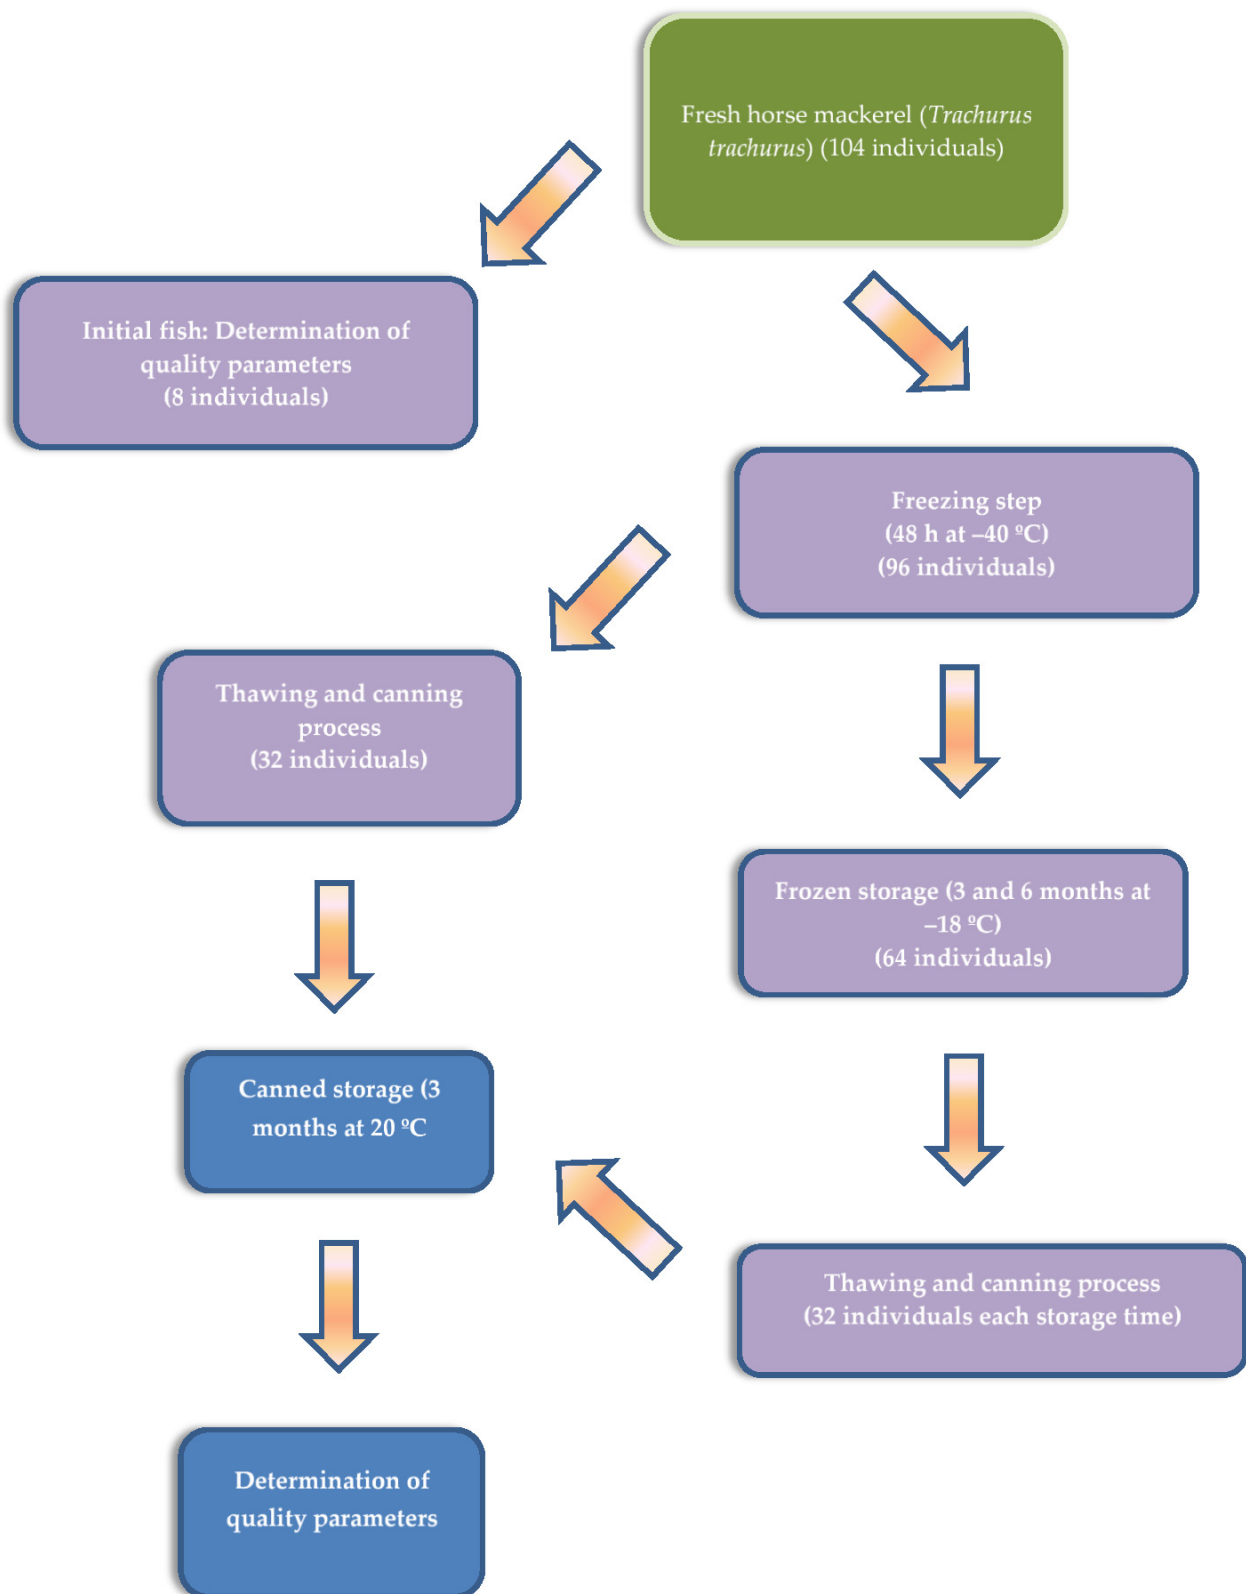 Fresh horse mackerel (Trachurus
trachurus) (104 individuals)
Initial fish: Determination of
quality parameters
(8 individuals)
Freezing step
(48 h at –40 ºC)
(96 individuals)
Thawing and canning
process
(32 individuals)
Frozen storage (3 and 6 months at
–18 ºC)
(64 individuals)
Canned storage (3
months at 20 ºC
Thawing and canning process
(32 individuals each storage time)
Determination of
quality parameters